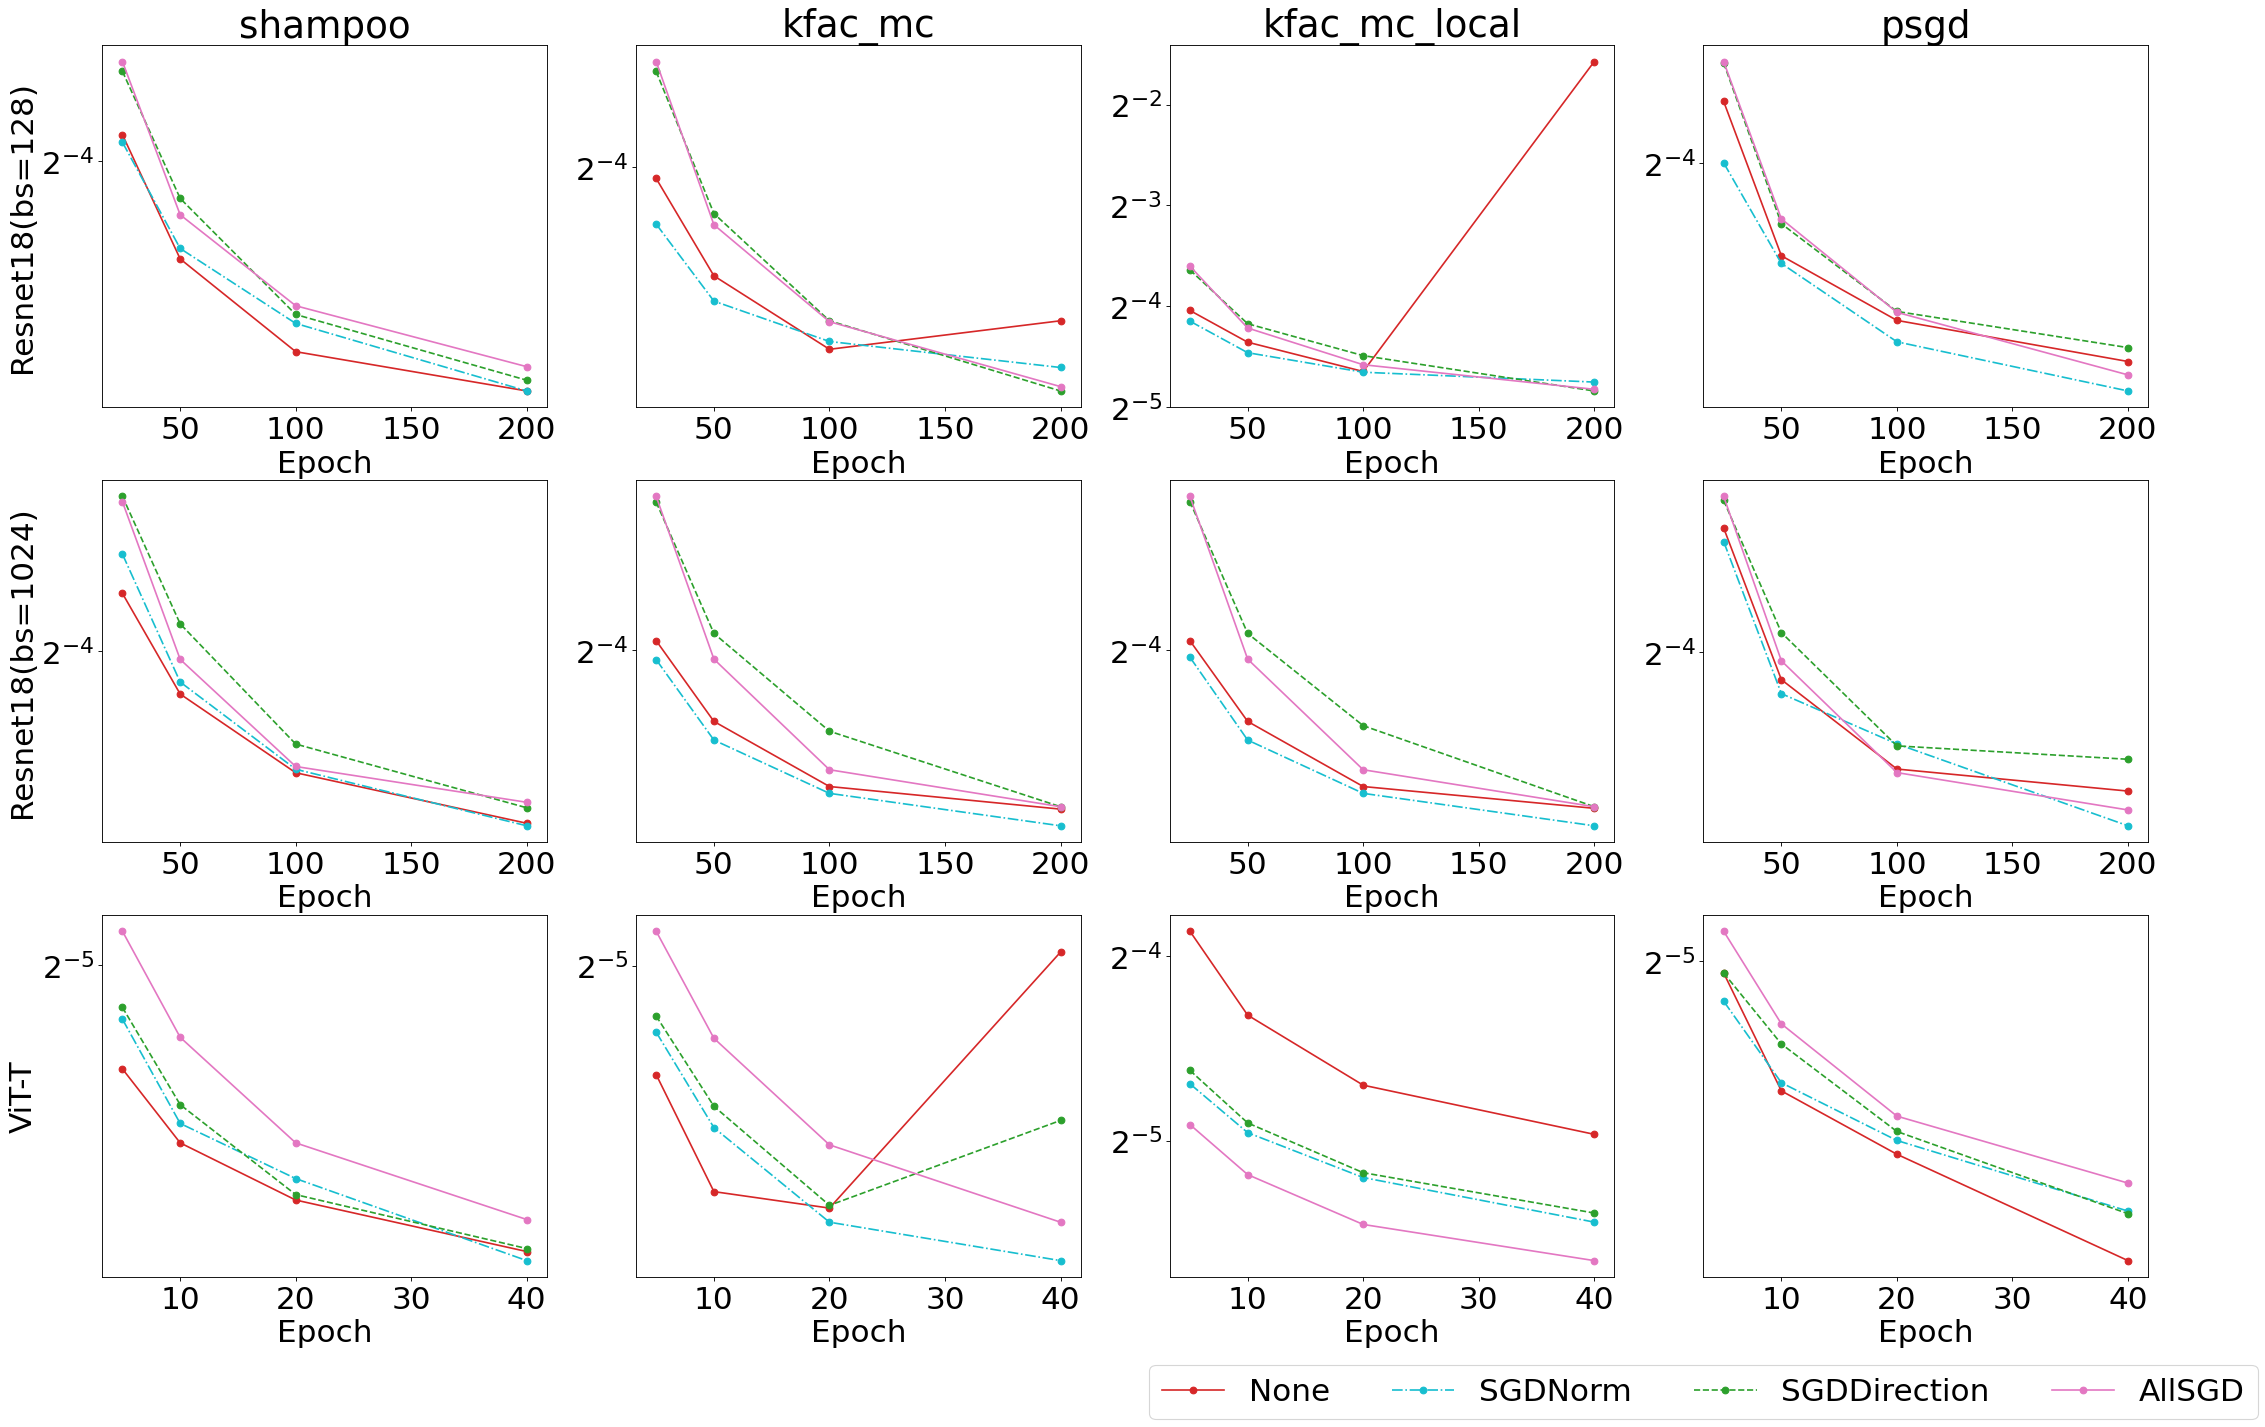 shampoo kfac_mc kfac_mc_local psgd
Resnet18(bs=128)
2^-4
50 100 150 200
Epoch
2^-4
50 100 150 200
Epoch
2^-2
2^-3
2^-4
2^-5
50 100 150 200
Epoch
2^-4
50 100 150 200
Epoch
Resnet18(bs=1024)
2^-4
50 100 150 200
Epoch
2^-4
50 100 150 200
Epoch
2^-4
50 100 150 200
Epoch
2^-4
50 100 150 200
Epoch
ViT-T
2^-5
10 20 30 40
Epoch
2^-5
10 20 30 40
Epoch
2^-4
2^-5
10 20 30 40
Epoch
2^-5
10 20 30 40
Epoch
None SGDNorm SGDDirection AllSGD